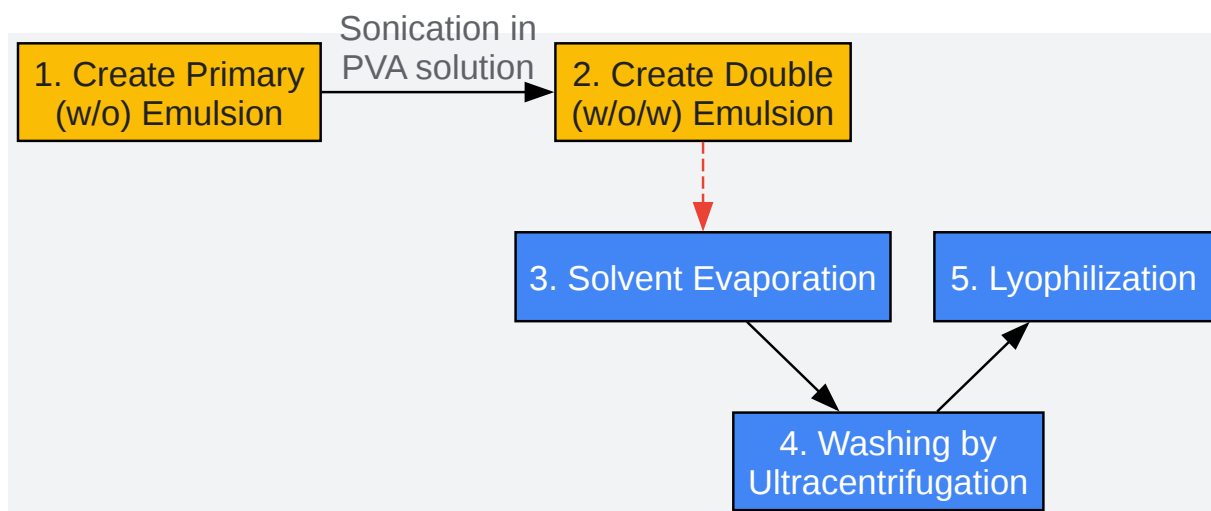 1. Create Primary
(w/o) Emulsion
Sonication in
PVA solution
2. Create Double
(w/o/w) Emulsion
3. Solvent Evaporation
5. Lyophilization
4. Washing by
Ultracentrifugation